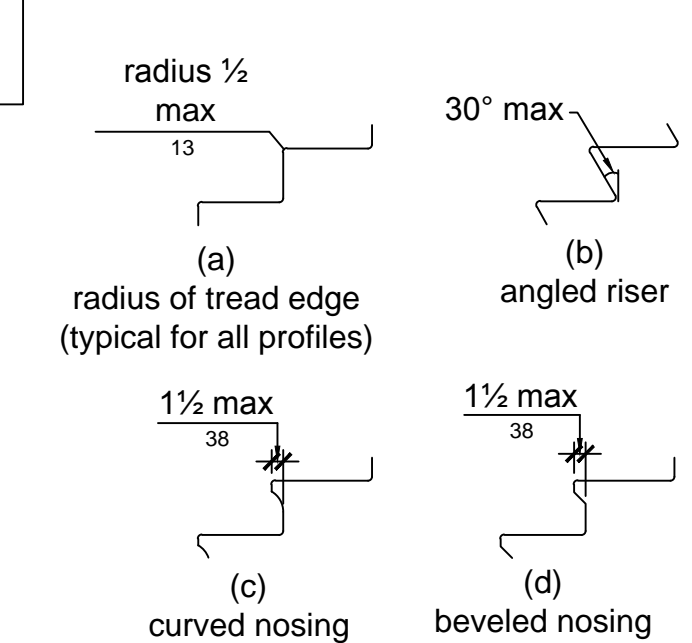 radius ½
max
13
(a)
radius of tread edge
(typical for all profiles)
30° max
(b)
angled riser
1½ max
38
(c)
curved nosing
1½ max
38
(d)
beveled nosing